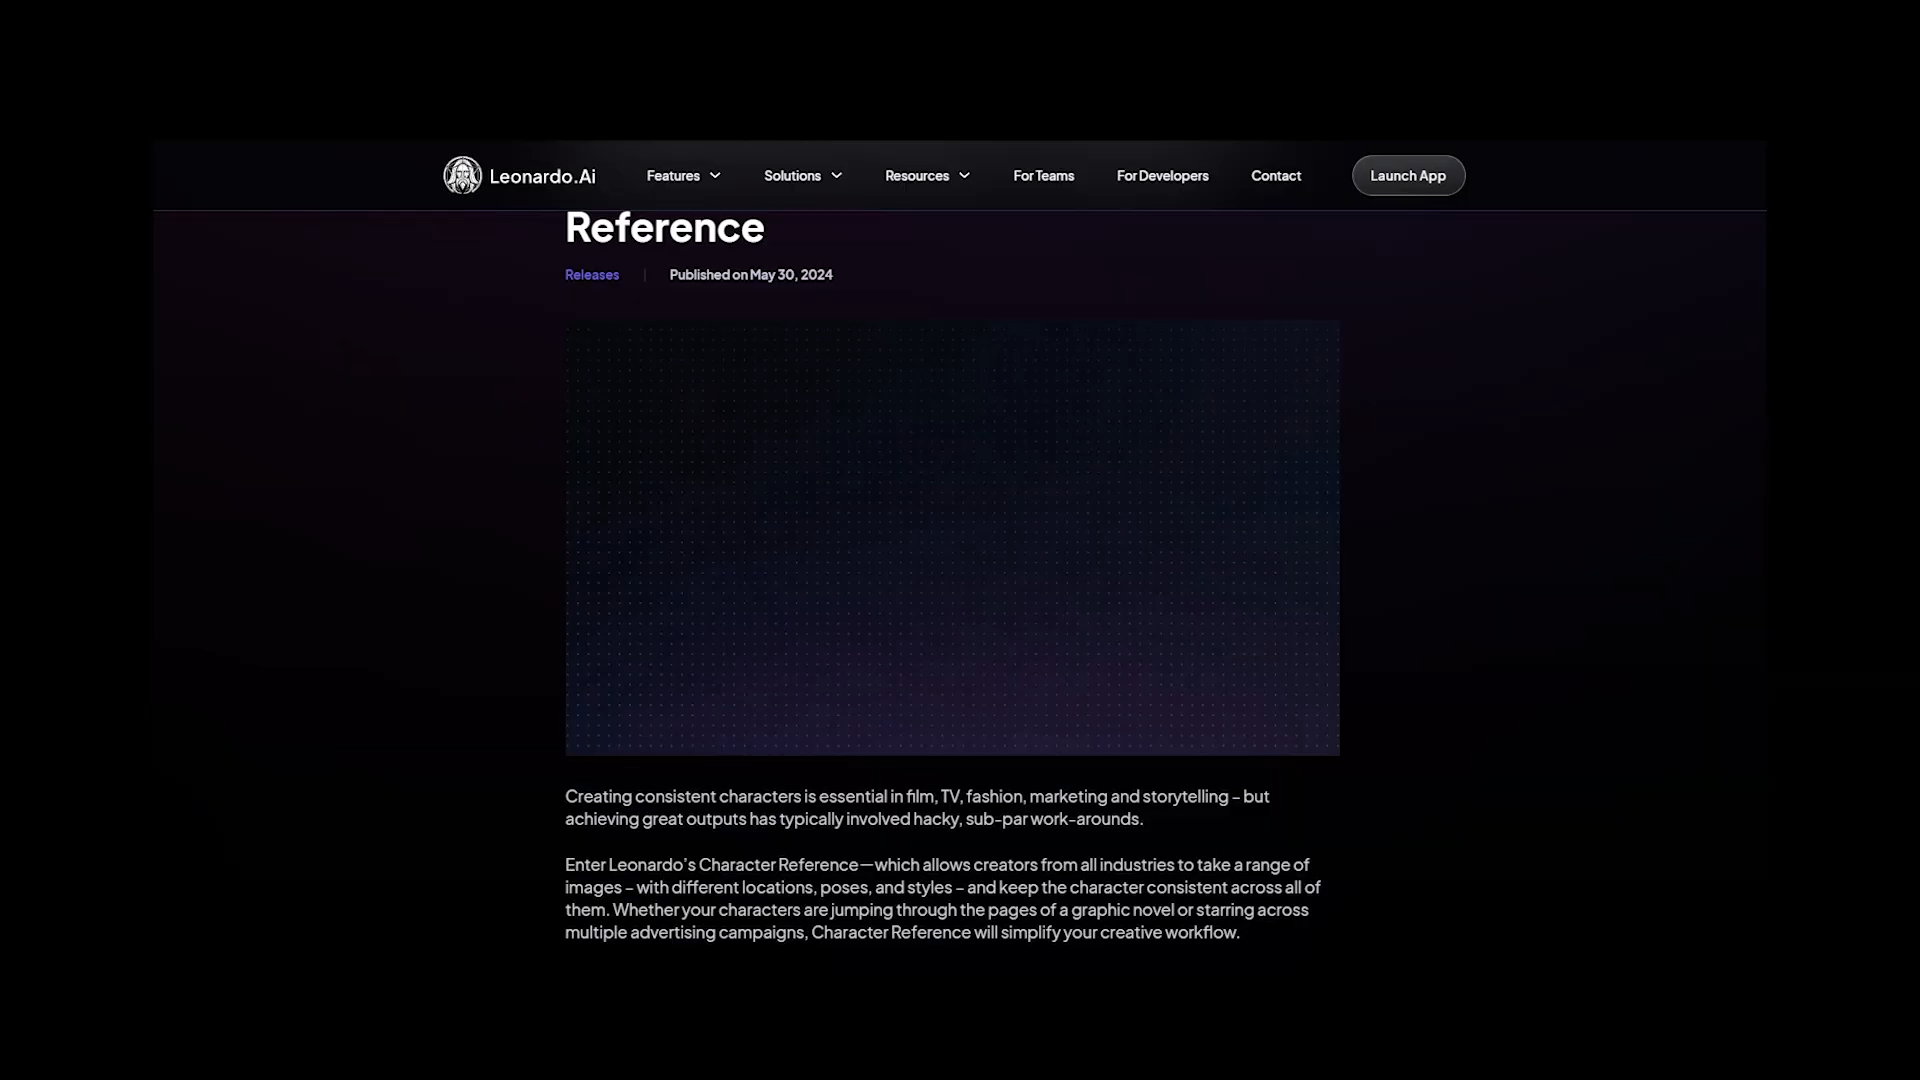 Leonardo.Ai
Features
Solutions
Resources
For Teams
For Developers
Contact
Launch App
Reference
Releases
Published on May 30, 2024
Creating consistent characters is essential in film, TV, fashion, marketing and storytelling – but
achieving great outputs has typically involved hacky, sub-par work-arounds.
Enter Leonardo's Character Reference—which allows creators from all industries to take a range of
images – with different locations, poses, and styles – and keep the character consistent across all of
them. Whether your characters are jumping through the pages of a graphic novel or starring across
multiple advertising campaigns, Character Reference will simplify your creative workflow.